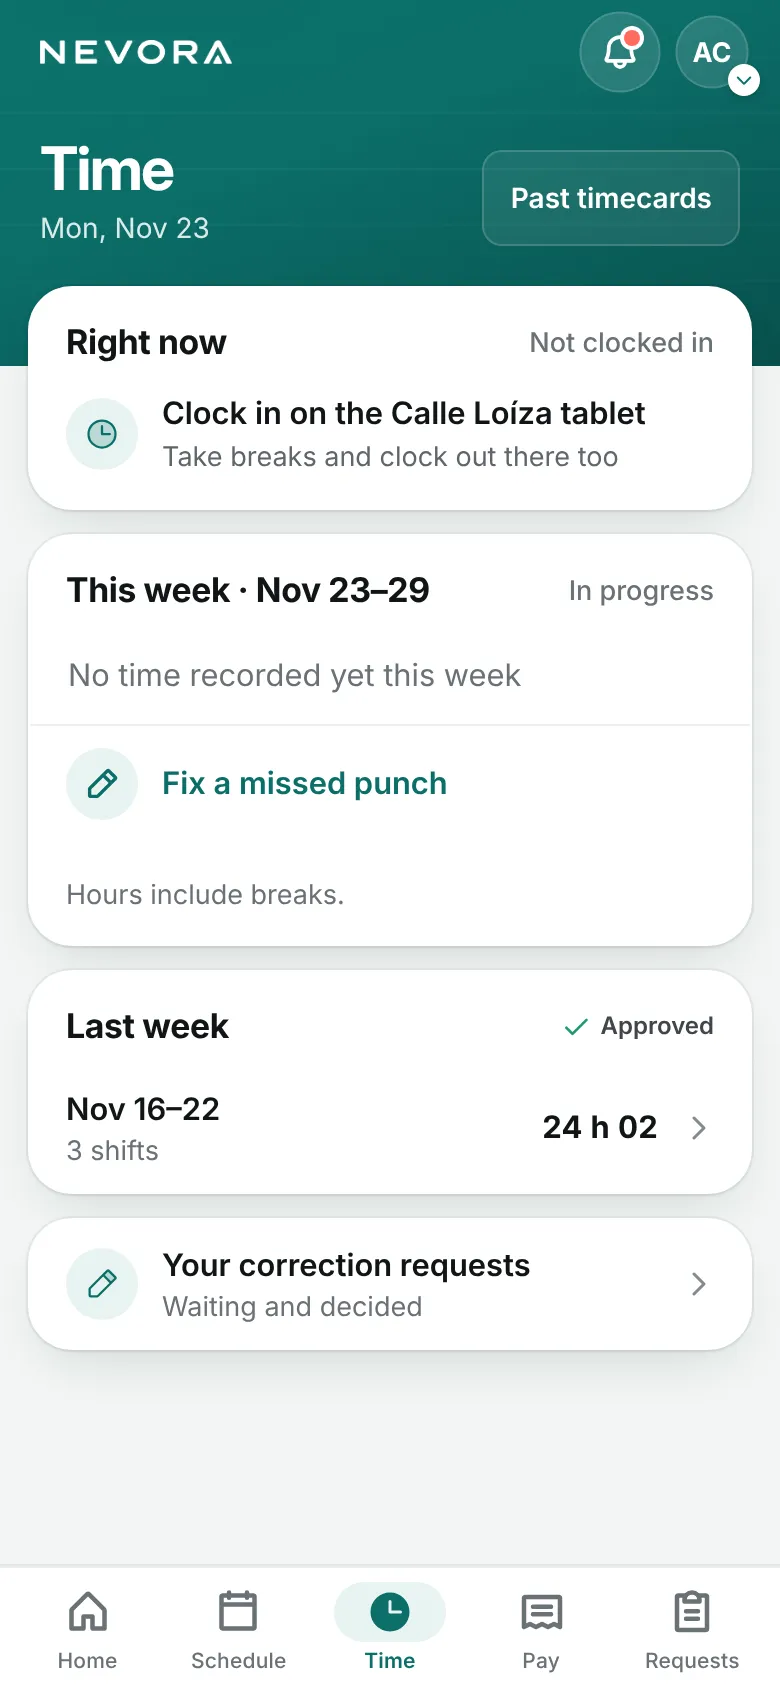 NEVORA
AC
Time
Mon, Nov 23
Past timecards
Right now
Not clocked in
Clock in on the Calle Loíza tablet
Take breaks and clock out there too
This week · Nov 23–29
In progress
No time recorded yet this week
Fix a missed punch
Hours include breaks.
Last week
Approved
Nov 16–22
3 shifts
24 h 02
Your correction requests
Waiting and decided
Home
Schedule
Time
Pay
Requests